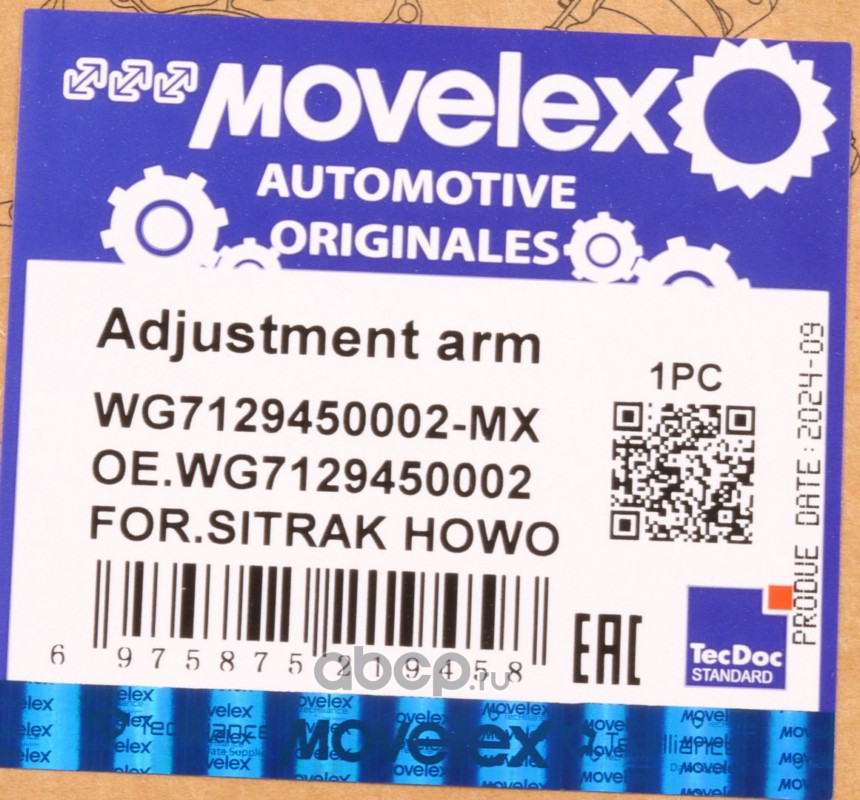 MOVELEX
AUTOMOTIVE
ORIGINALES
Adjustment arm
1PC
WG7129450002-MX
OE.WG7129450002
FOR.SITRAK HOWO
PRODUE DATE:2024-09
6 975875 219458
EAC
TecDoc
STANDARD
abcp.ru
MOVELEX